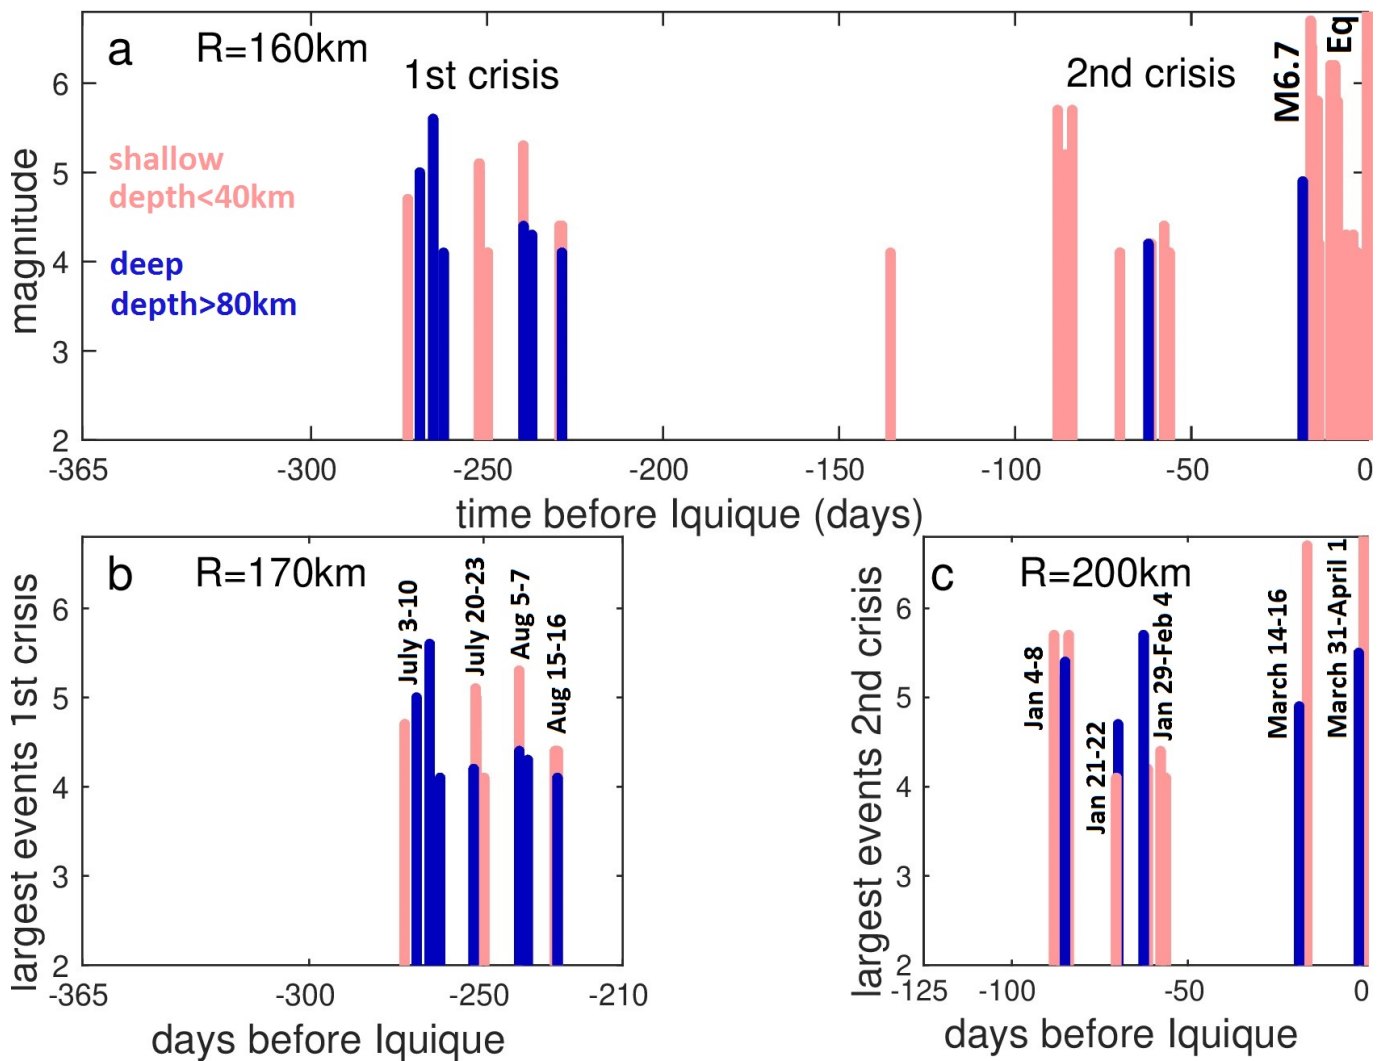 a
R=160km
1st crisis
2nd crisis
M6.7
Eq
shallow
depth<40km
deep
depth>80km
magnitude
6
5
4
3
2
-365
-300
-250
-200
-150
-100
-50
0
time before Iquique (days)
b
R=170km
July 3-10
July 20-23
Aug 5-7
Aug 15-16
largest events 1st crisis
6
5
4
3
2
-365
-300
-250
-210
days before Iquique
c
R=200km
Jan 4-8
Jan 21-22
Jan 29-Feb 4
March 14-16
March 31-April 1
largest events 2nd crisis
6
5
4
3
2
-125
-100
-50
0
days before Iquique